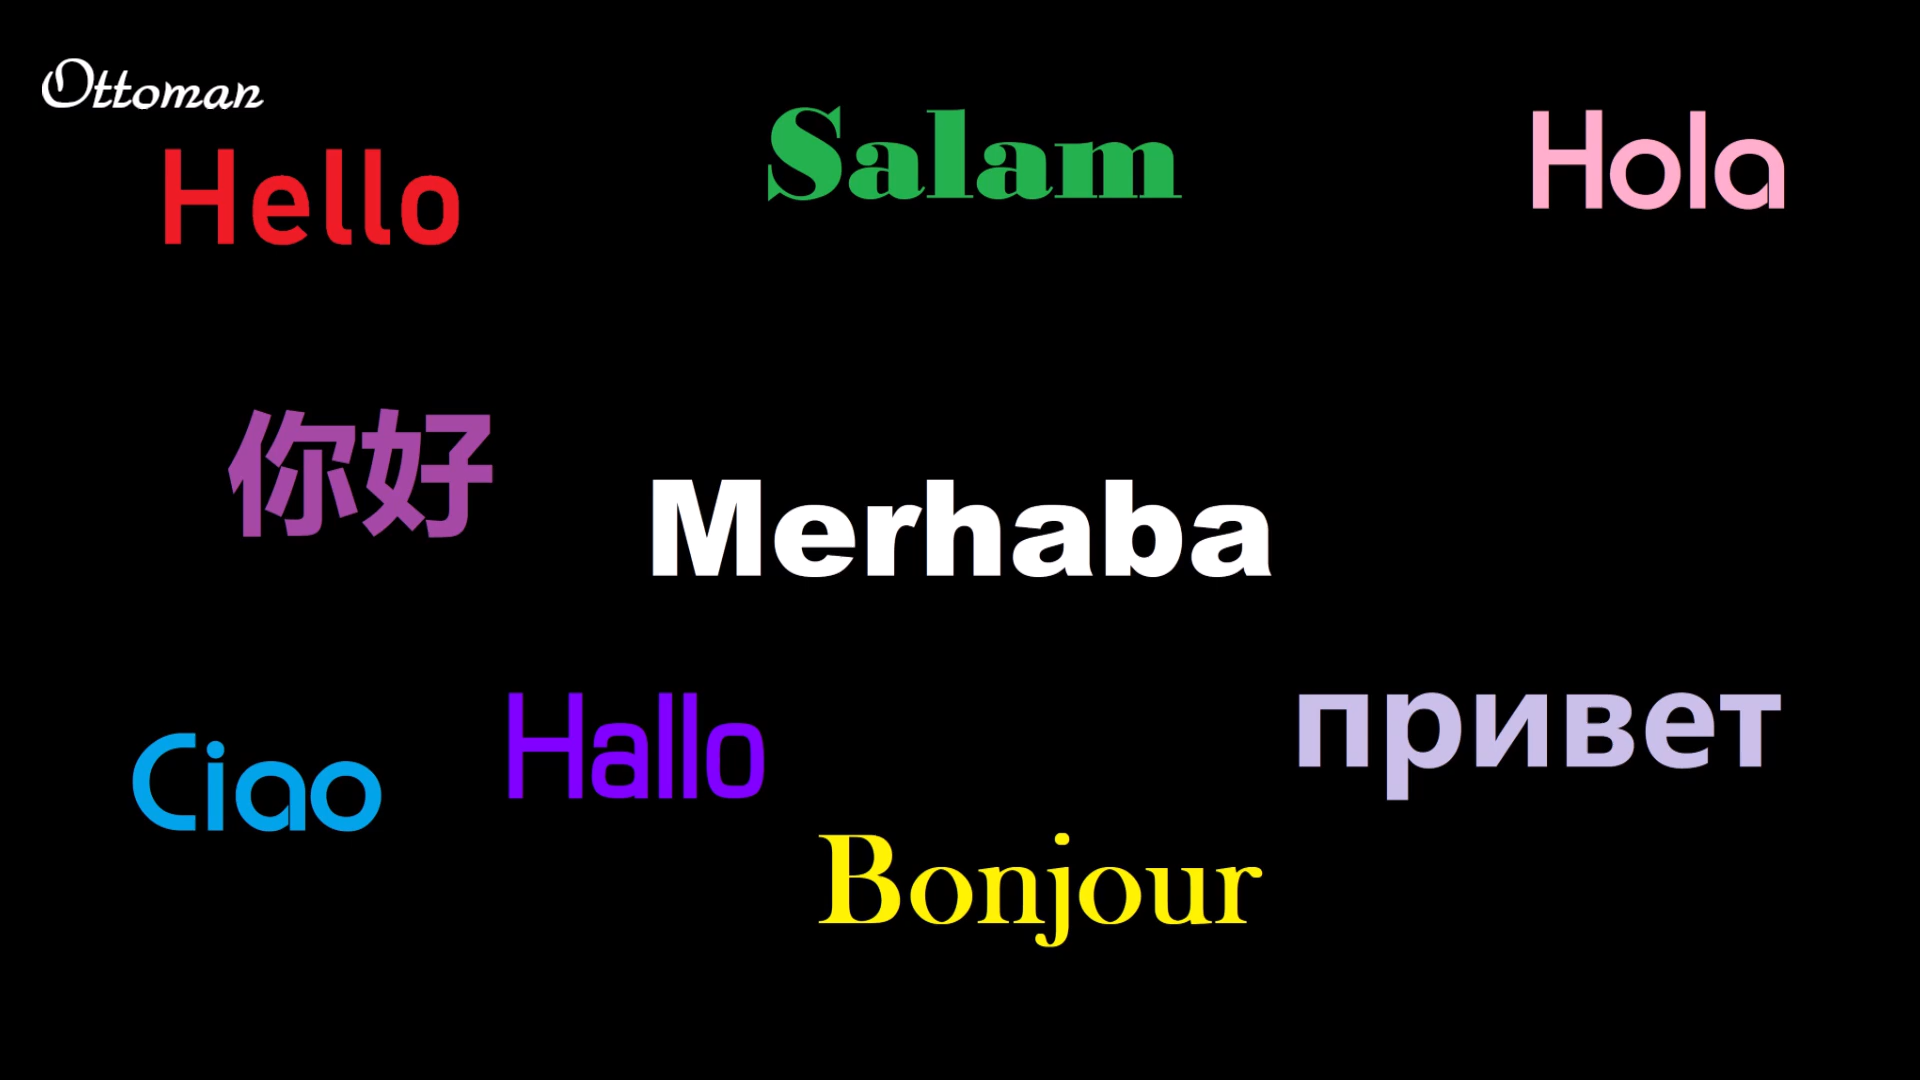 Ottoman
Hello
Salam
Hola
你好
Merhaba
Ciao
Hallo
привет
Bonjour